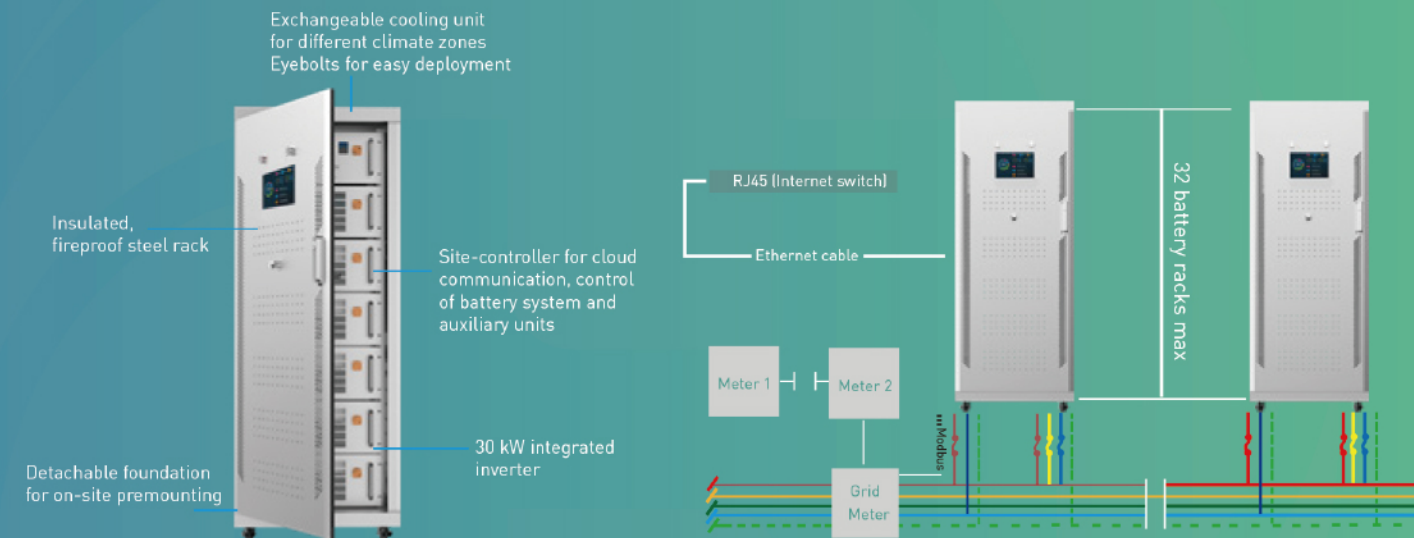 Exchangeable cooling unit
for different climate zones
Eyebolts for easy deployment
Insulated,
fireproof steel rack
Site-controller for cloud
communication, control
of battery system and
auxiliary units
30 kW integrated
inverter
Detachable foundation
for on-site premounting
RJ45 (Internet switch)
Ethernet cable
32 battery racks max
Meter 1
Meter 2
Modbus
Grid
Meter